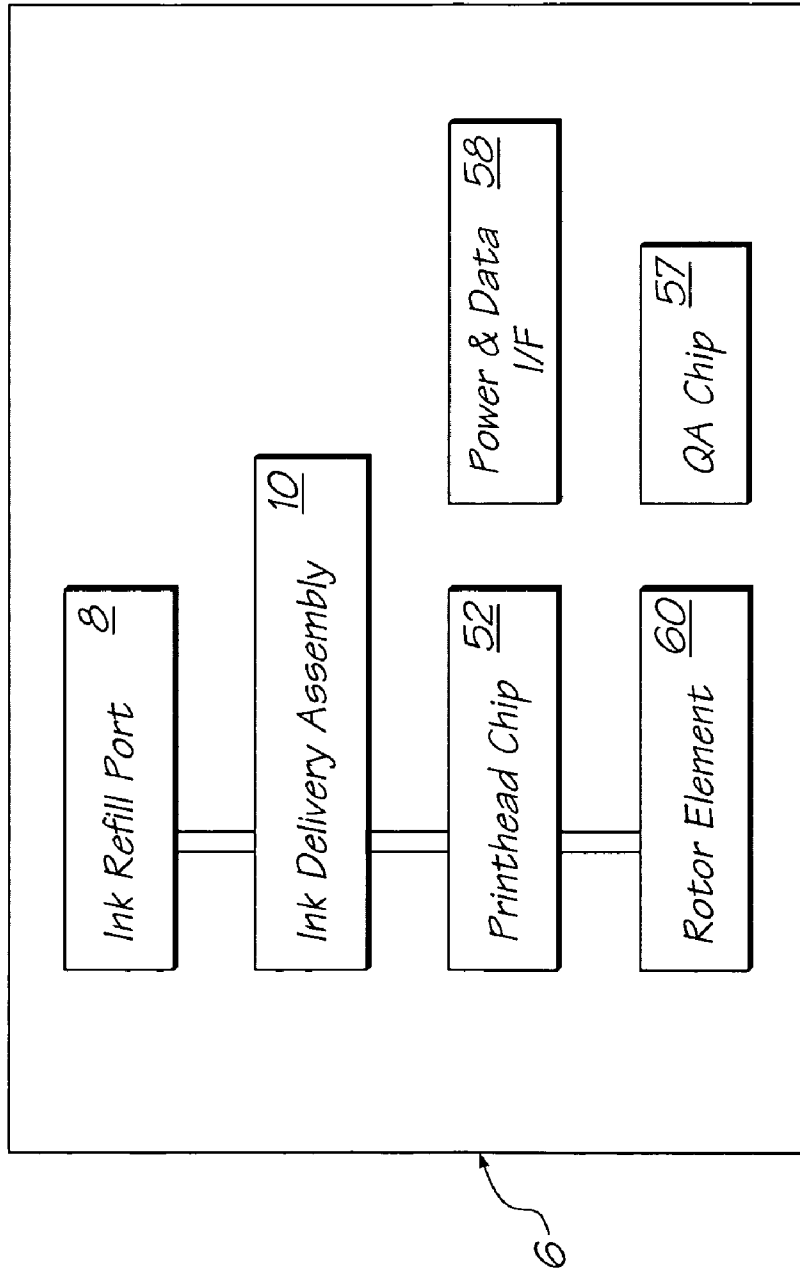 Ink Refill Port 8
Ink Delivery Assembly 10
Printhead Chip 52
Power & Data 58
I/F
Rotor Element 60
QA Chip 57
6